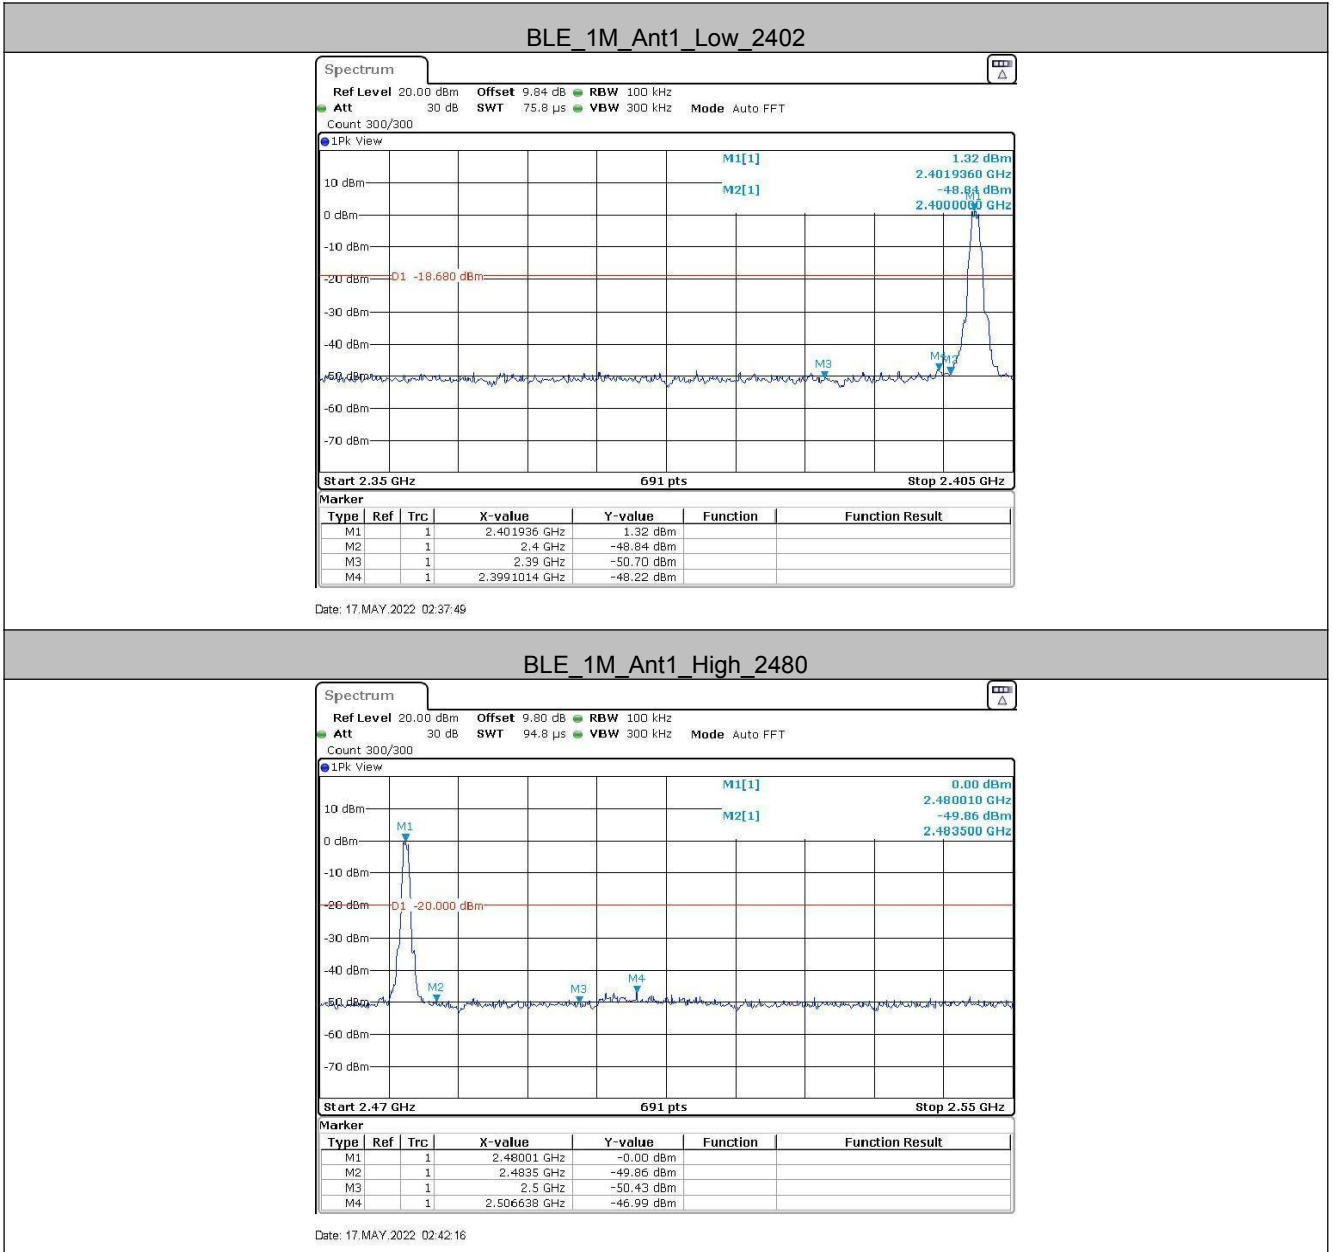 BLE_1M_Ant1_Low_2402
Spectrum
Ref Level 20.00 dBm Offset 9.84 dB RBW 100 kHz
Att 30 dB SWT 75.8 µs VBW 300 kHz Mode Auto FFT
Count 300/300
1Pk View
M1[1] 1.32 dBm
2.4019360 GHz
M2[1] -48.84 dBm
2.4000000 GHz
M1
10 dBm
0 dBm
-10 dBm
-20 dBm D1 -18.680 dBm
-30 dBm
-40 dBm
M3 M4 M2
-50 dBm
-60 dBm
-70 dBm
Start 2.35 GHz 691 pts Stop 2.405 GHz
Marker
Type Ref Trc X-value Y-value Function Function Result
M1 1 2.401936 GHz 1.32 dBm
M2 1 2.4 GHz -48.84 dBm
M3 1 2.39 GHz -50.70 dBm
M4 1 2.3991014 GHz -48.22 dBm
Date: 17.MAY.2022 02:37:49
BLE_1M_Ant1_High_2480
Spectrum
Ref Level 20.00 dBm Offset 9.80 dB RBW 100 kHz
Att 30 dB SWT 94.8 µs VBW 300 kHz Mode Auto FFT
Count 300/300
1Pk View
M1[1] 0.00 dBm
2.480010 GHz
M2[1] -49.86 dBm
2.483500 GHz
10 dBm
M1
0 dBm
-10 dBm
-20 dBm D1 -20.000 dBm
-30 dBm
-40 dBm
M2 M3 M4
-50 dBm
-60 dBm
-70 dBm
Start 2.47 GHz 691 pts Stop 2.55 GHz
Marker
Type Ref Trc X-value Y-value Function Function Result
M1 1 2.48001 GHz -0.00 dBm
M2 1 2.4835 GHz -49.86 dBm
M3 1 2.5 GHz -50.43 dBm
M4 1 2.506638 GHz -46.99 dBm
Date: 17.MAY.2022 02:42:16